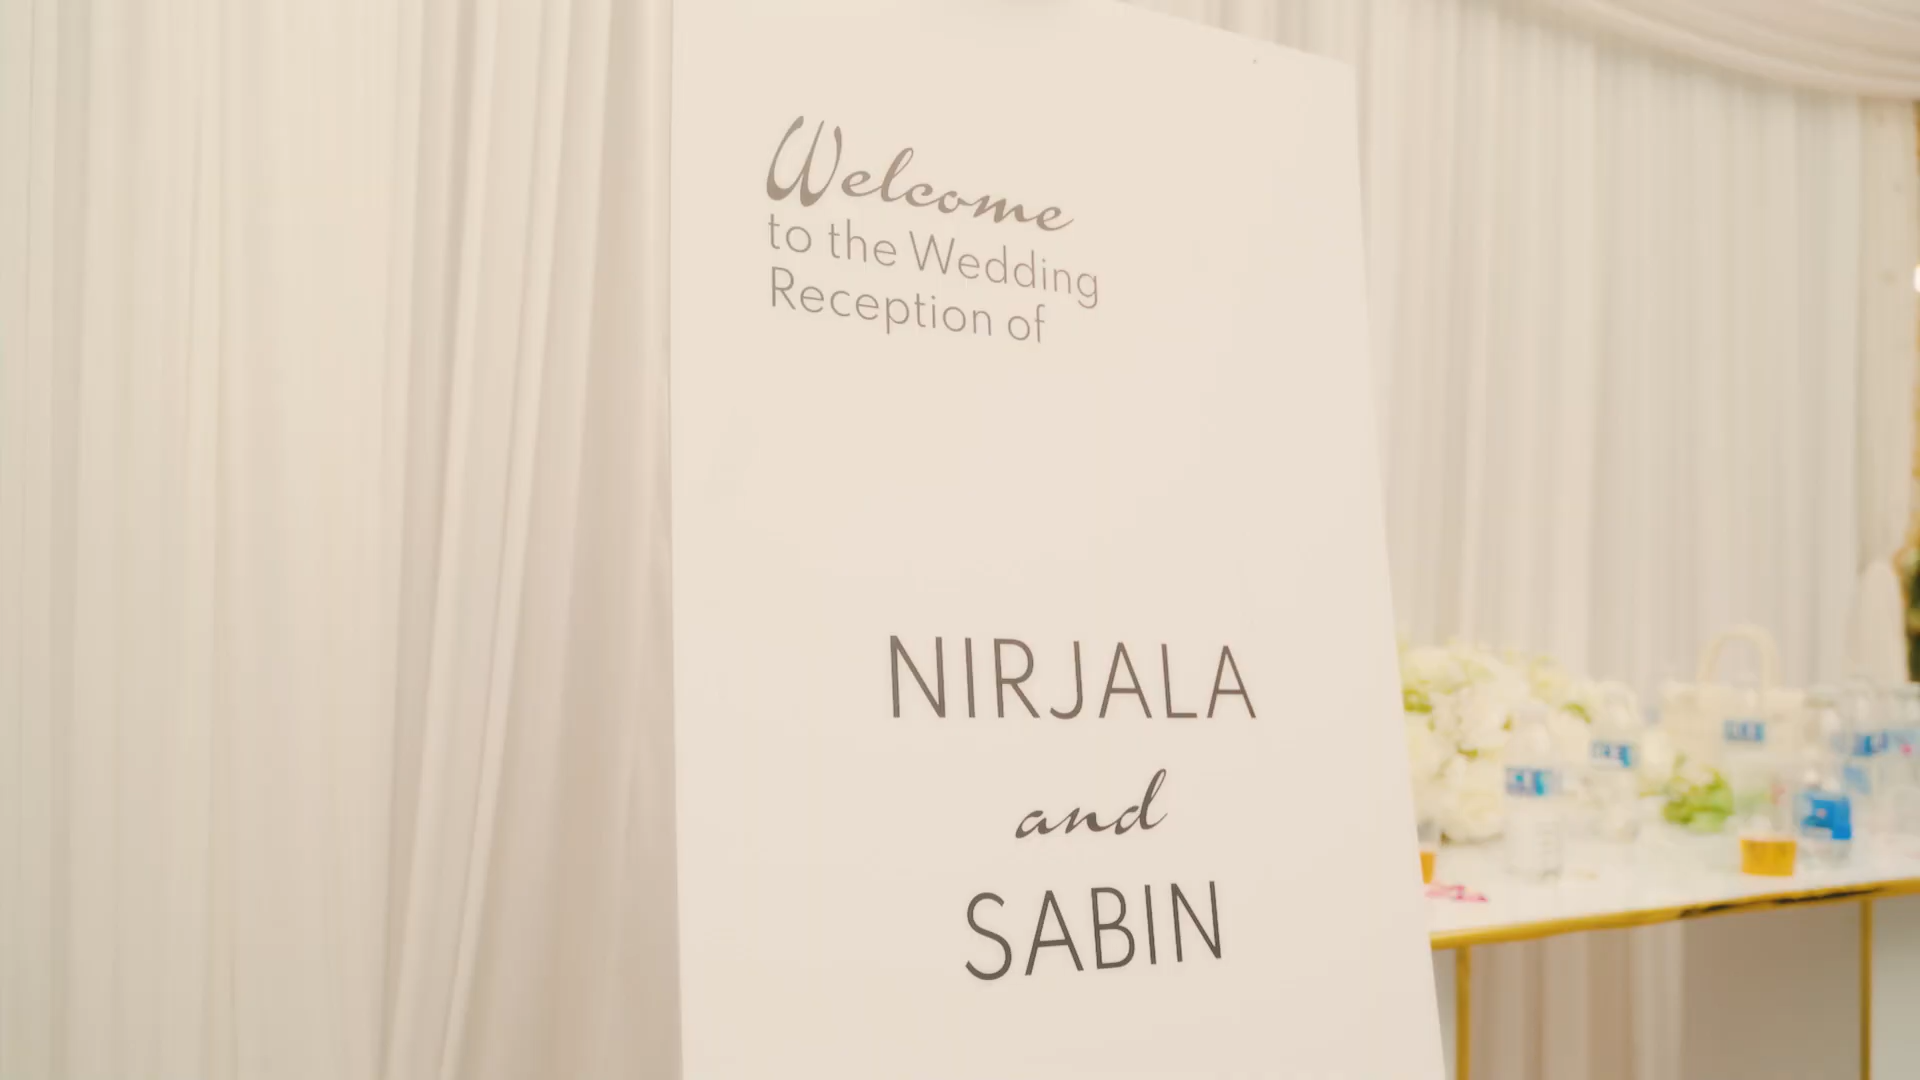 Welcome
to the Wedding
Reception of
NIRJALA
and
SABIN